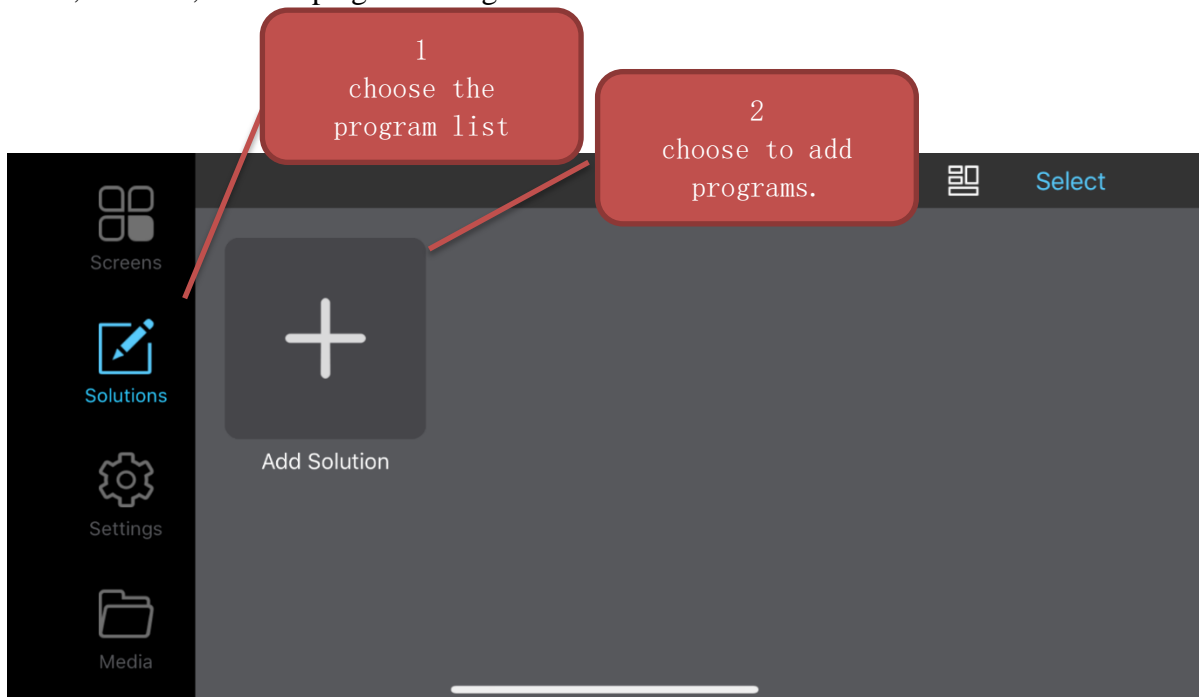 1
choose the
program list
2
choose to add
programs.
Select
Screens
Solutions
Add Solution
Settings
Media